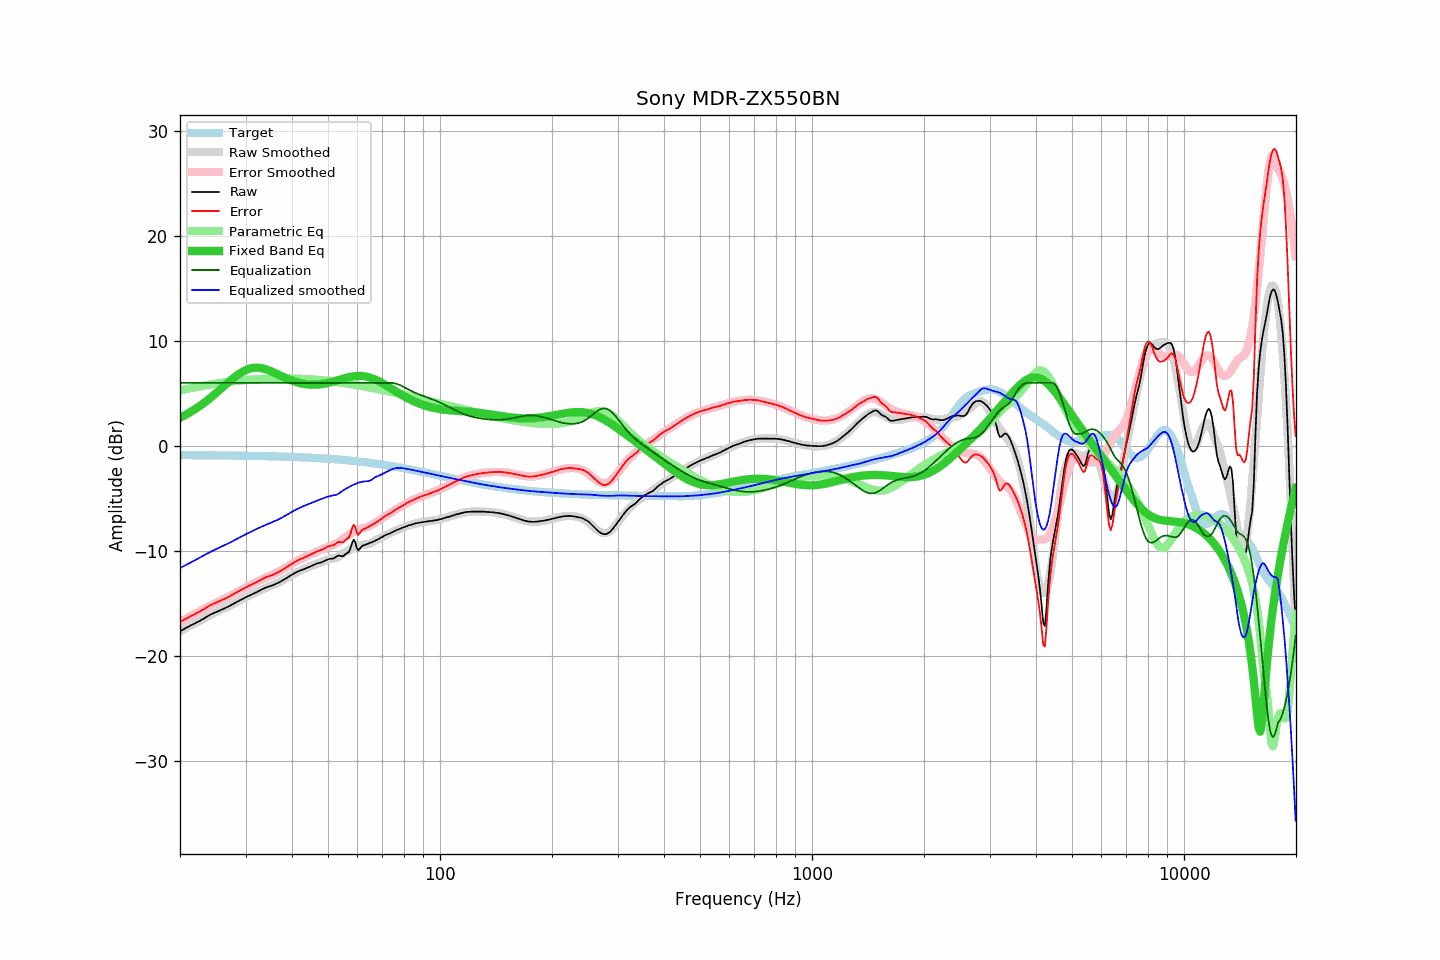 Sony MDR-ZX550BN
30
20
10
0
−10
−20
−30
Amplitude (dBr)
Target
Raw Smoothed
Error Smoothed
Raw
Error
Parametric Eq
Fixed Band Eq
Equalization
Equalized smoothed
100
1000
10000
Frequency (Hz)